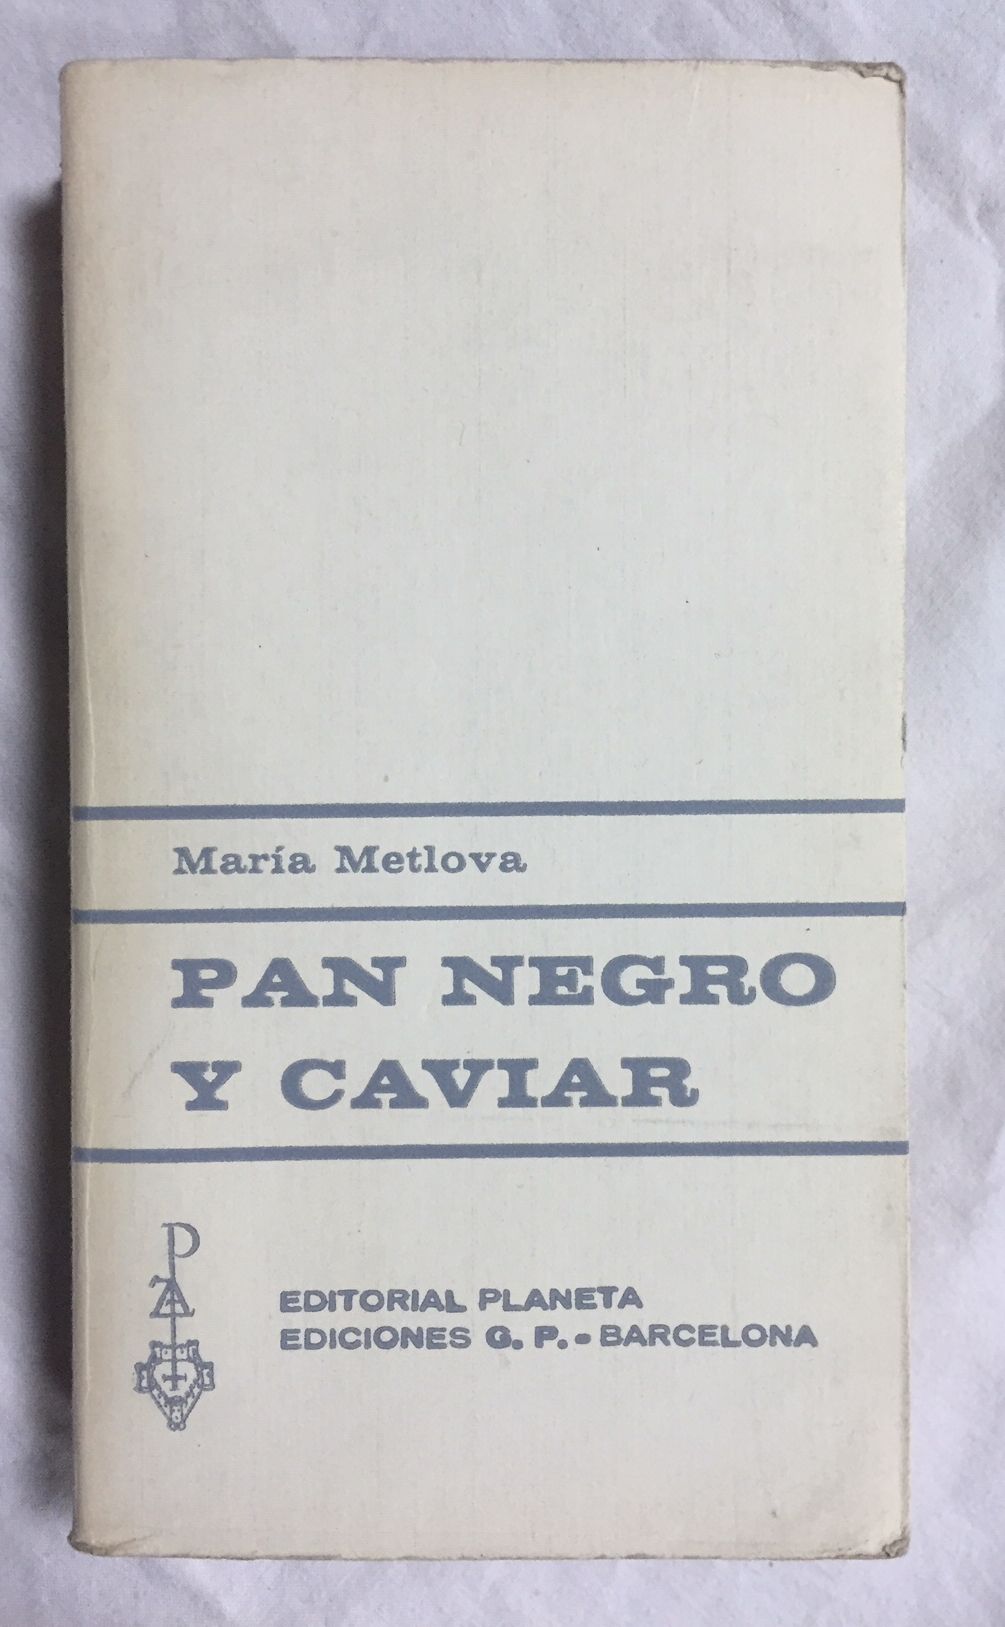 María Metlova
PAN NEGRO
Y CAVIAR
EDITORIAL PLANETA
EDICIONES G. P. - BARCELONA